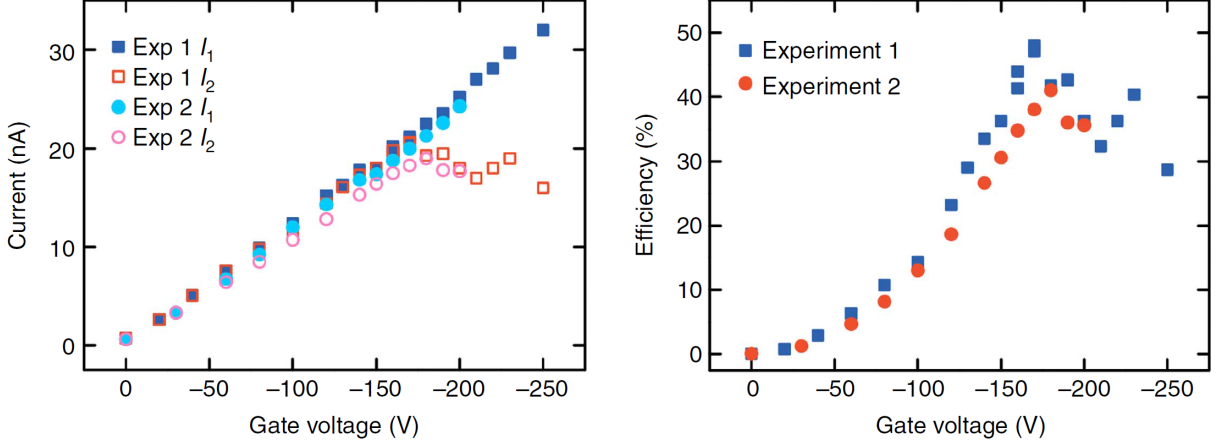 30
20
10
0
Current (nA)
Exp 1 I1
Exp 1 I2
Exp 2 I1
Exp 2 I2
0 –50 –100 –150 –200 –250
Gate voltage (V)
50
40
30
20
10
0
Efficiency (%)
Experiment 1
Experiment 2
0 –50 –100 –150 –200 –250
Gate voltage (V)